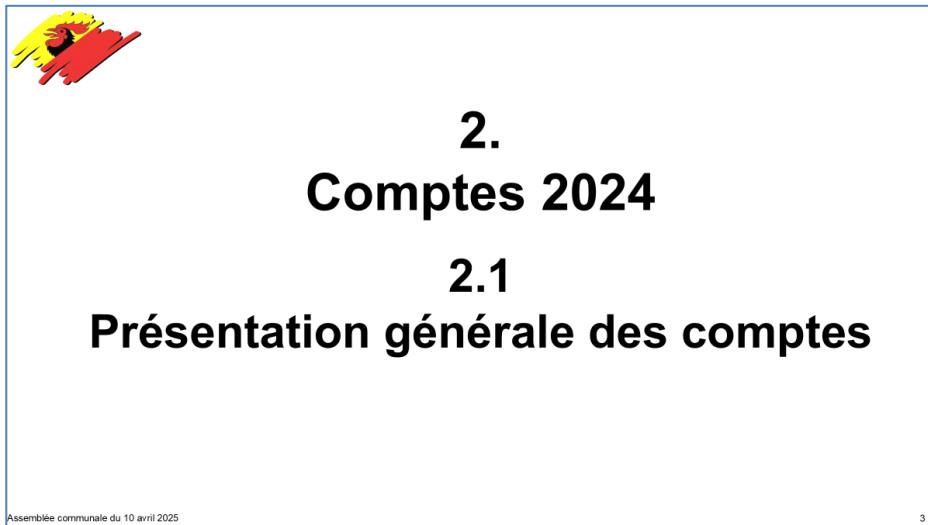 2.
Comptes 2024
2.1
Présentation générale des comptes
Assemblée communale du 10 avril 2025
3